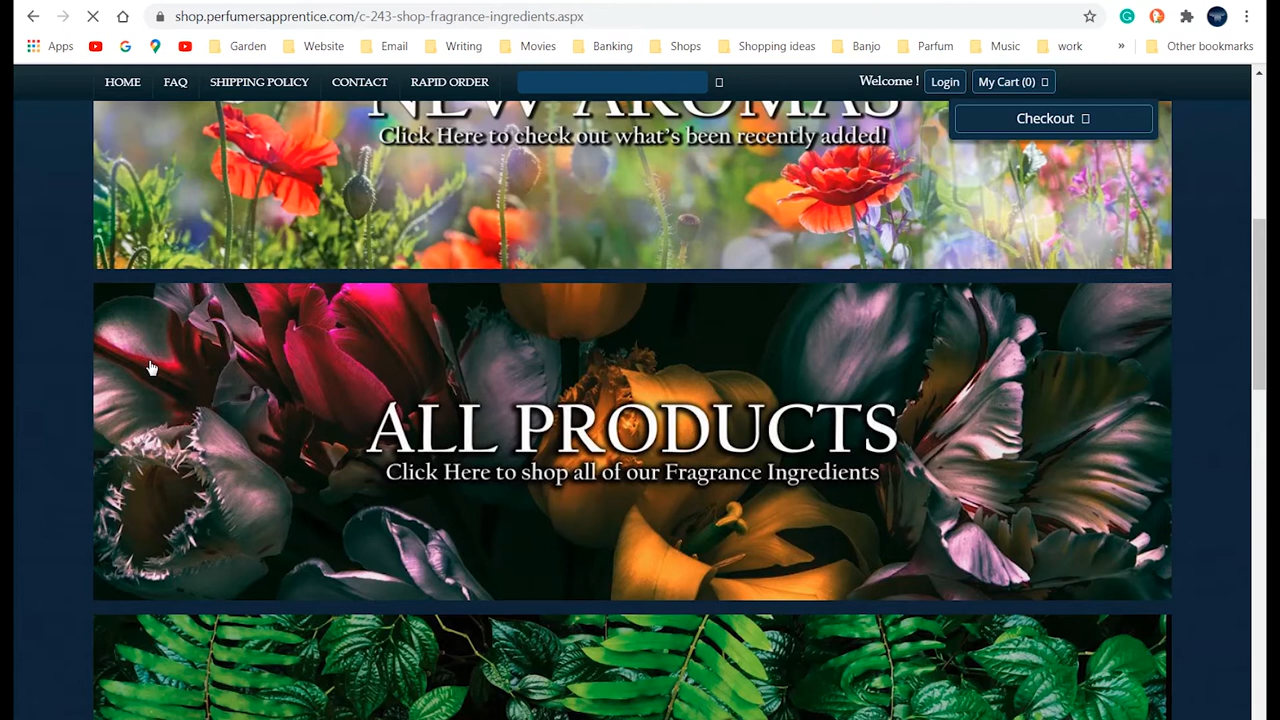 shop.perfumersapprentice.com/c-243-shop-fragrance-ingredients.aspx
Apps Garden Website Email Writing Movies Banking Shops Shopping ideas Banjo Parfum Music work » Other bookmarks
HOME FAQ SHIPPING POLICY CONTACT RAPID ORDER Welcome ! Login My Cart (0)
Checkout
NEW AROMAS
Click Here to check out what's been recently added!
ALL PRODUCTS
Click Here to shop all of our Fragrance Ingredients